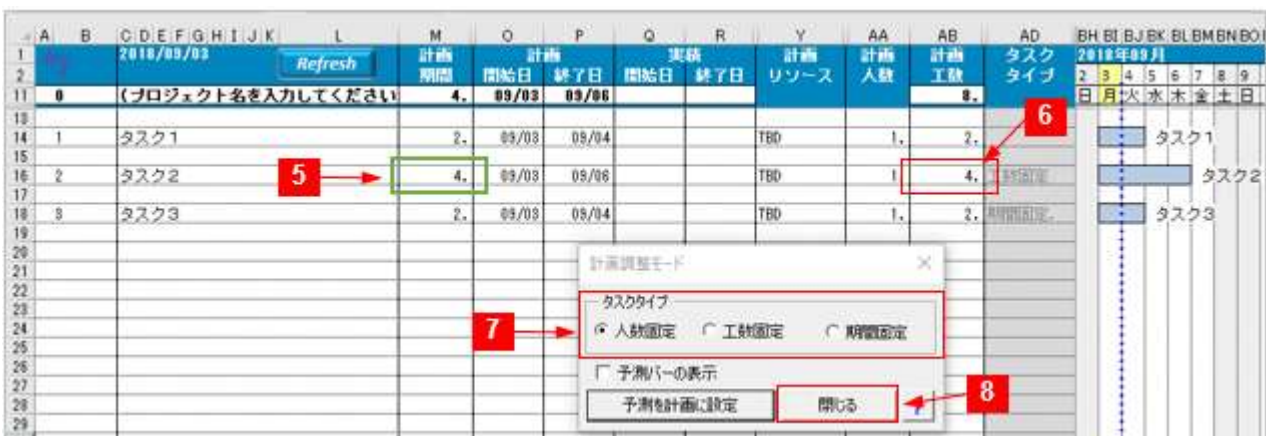 A B C D E F G H I J K L M O P Q R Y AA AB AD BH BI BJ BK BL BM BN BO
1 2018/09/03 Refresh 計画 計画 実績 計画 計画 計画 タスク 2018年09月
2 期間 開始日 終了日 開始日 終了日 リソース 人数 工数 タイプ 2 3 4 5 6 7 8 9
11 0 (プロジェクト名を入力してください 4. 09/03 09/06 8. 日 月 火 水 木 金 土 日
6
13
14 1 タスク1 2. 09/03 09/04 TBD 1. 2. タスク1
15
5
16 2 タスク2 4. 09/03 09/06 TBD 1 4. 工数固定 タスク2
17
18 3 タスク3 2. 09/03 09/04 TBD 1. 2. 期間固定. タスク3
19
20
21 計画調整モード
22
23 タスクタイプ
7
24 人数固定 工数固定 期間固定
25
26 予測バーの表示
27
8
28 予測を計画に設定 閉じる ?
29